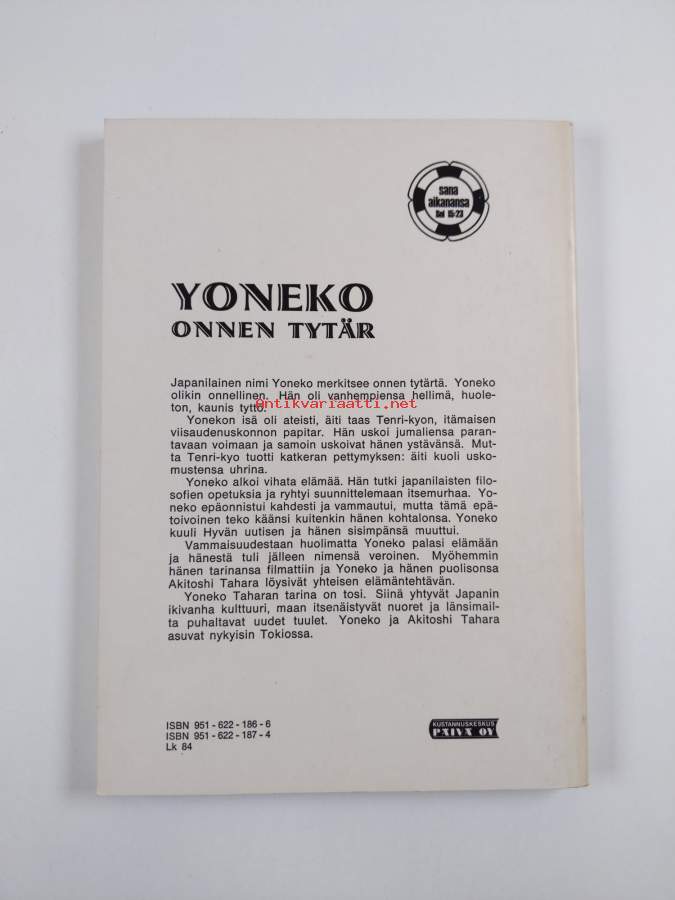 sana
aikanansa
Snl 15:23
YONEKO
ONNEN TYTÄR
Japanilainen nimi Yoneko merkitsee onnen tytärtä. Yoneko
olikin onnellinen. Hän oli vanhempiensa hellimä, huole-
ton, kaunis tyttö.
antikvariaatti.net
Yonekon isä oli ateisti, äiti taas Tenri-kyon, itämaisen
viisaudenuskonnon papitar. Hän uskoi jumaliensa paran-
tavaan voimaan ja samoin uskoivat hänen ystävänsä. Mut-
ta Tenri-kyo tuotti katkeran pettymyksen: äiti kuoli usko-
mustensa uhrina.
Yoneko alkoi vihata elämää. Hän tutki japanilaisten filo-
sofien opetuksia ja ryhtyi suunnittelemaan itsemurhaa. Yo-
neko epäonnistui kahdesti ja vammautui, mutta tämä epä-
toivoinen teko käänsi kuitenkin hänen kohtalonsa. Yoneko
kuuli Hyvän uutisen ja hänen sisimpänsä muuttui.
Vammaisuudestaan huolimatta Yoneko palasi elämään
ja hänestä tuli jälleen nimensä veroinen. Myöhemmin
hänen tarinansa filmattiin ja Yoneko ja hänen puolisonsa
Akitoshi Tahara löysivät yhteisen elämäntehtävän.
Yoneko Taharan tarina on tosi. Siinä yhtyvät Japanin
ikivanha kulttuuri, maan itsenäistyvät nuoret ja länsimail-
ta puhaltavat uudet tuulet. Yoneko ja Akitoshi Tahara
asuvat nykyisin Tokiossa.
ISBN 951 - 622 - 186 - 6
ISBN 951 - 622 - 187 - 4
Lk 84
KUSTANNUSKESKUS
PÄIVÄ OY